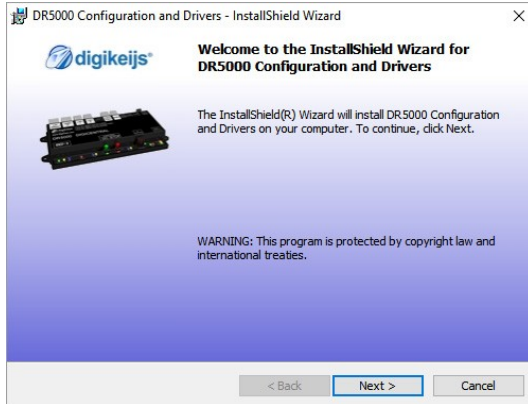 DR5000 Configuration and Drivers - InstallShield Wizard
digikeijs®
Welcome to the InstallShield Wizard for
DR5000 Configuration and Drivers
The InstallShield(R) Wizard will install DR5000 Configuration
and Drivers on your computer. To continue, click Next.
WARNING: This program is protected by copyright law and
international treaties.
< Back
Next >
Cancel